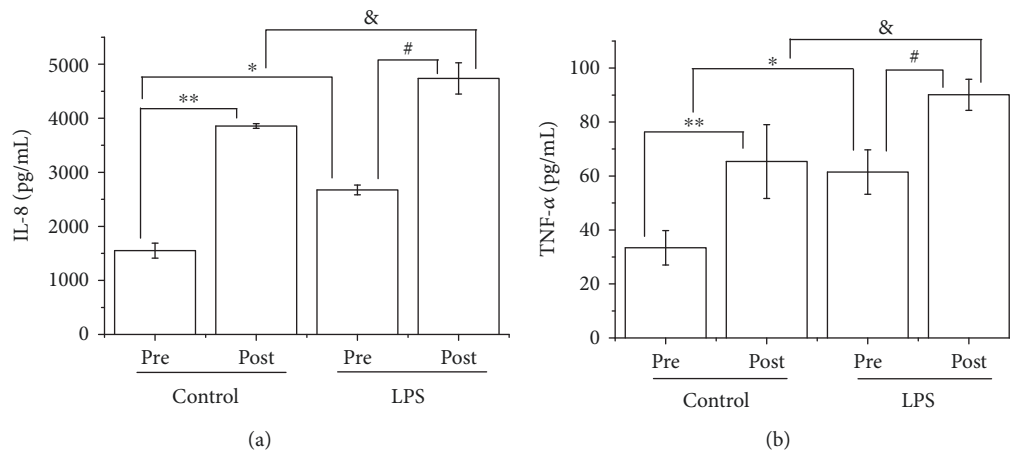 &
#
*
**
5000
4000
3000
2000
1000
0
IL-8 (pg/mL)
Pre Post Pre Post
Control LPS
(a)
&
#
*
**
100
80
60
40
20
0
TNF-α (pg/mL)
Pre Post Pre Post
Control LPS
(b)